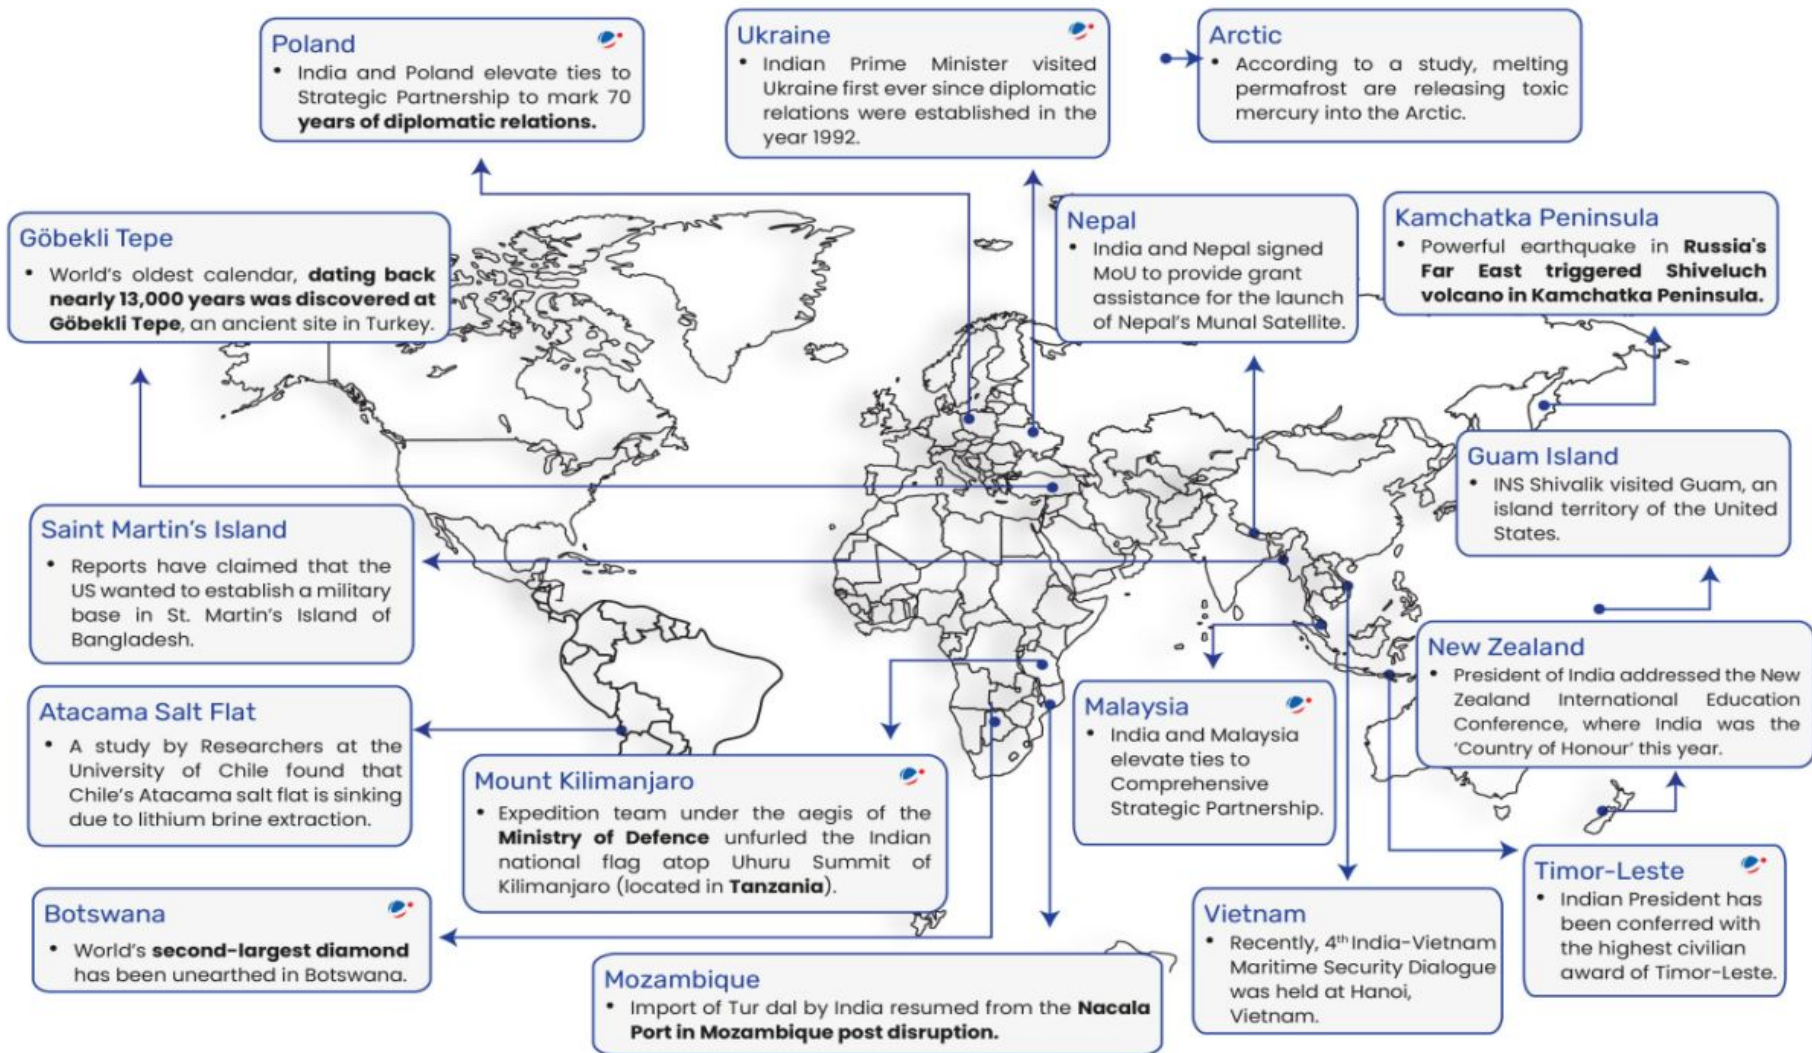 Poland
• India and Poland elevate ties to
Strategic Partnership to mark 70
years of diplomatic relations.
Ukraine
• Indian Prime Minister visited
Ukraine first ever since diplomatic
relations were established in the
year 1992.
Arctic
• According to a study, melting
permafrost are releasing toxic
mercury into the Arctic.
Göbekli Tepe
• World's oldest calendar, dating back
nearly 13,000 years was discovered at
Göbekli Tepe, an ancient site in Turkey.
Nepal
• India and Nepal signed
MoU to provide grant
assistance for the launch
of Nepal's Munal Satellite.
Kamchatka Peninsula
• Powerful earthquake in Russia's
Far East triggered Shiveluch
volcano in Kamchatka Peninsula.
Guam Island
• INS Shivalik visited Guam, an
island territory of the United
States.
Saint Martin's Island
• Reports have claimed that the
US wanted to establish a military
base in St. Martin's Island of
Bangladesh.
New Zealand
• President of India addressed the New
Zealand International Education
Conference, where India was the
'Country of Honour' this year.
Atacama Salt Flat
• A study by Researchers at the
University of Chile found that
Chile's Atacama salt flat is sinking
due to lithium brine extraction.
Malaysia
• India and Malaysia
elevate ties to
Comprehensive
Strategic Partnership.
Mount Kilimanjaro
• Expedition team under the aegis of the
Ministry of Defence unfurled the Indian
national flag atop Uhuru Summit of
Kilimanjaro (located in Tanzania).
Timor-Leste
• Indian President has
been conferred with
the highest civilian
award of Timor-Leste.
Botswana
• World's second-largest diamond
has been unearthed in Botswana.
Vietnam
• Recently, 4th India-Vietnam
Maritime Security Dialogue
was held at Hanoi,
Vietnam.
Mozambique
• Import of Tur dal by India resumed from the Nacala
Port in Mozambique post disruption.